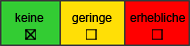 keine geringe erhebliche
☒ ☐ ☐